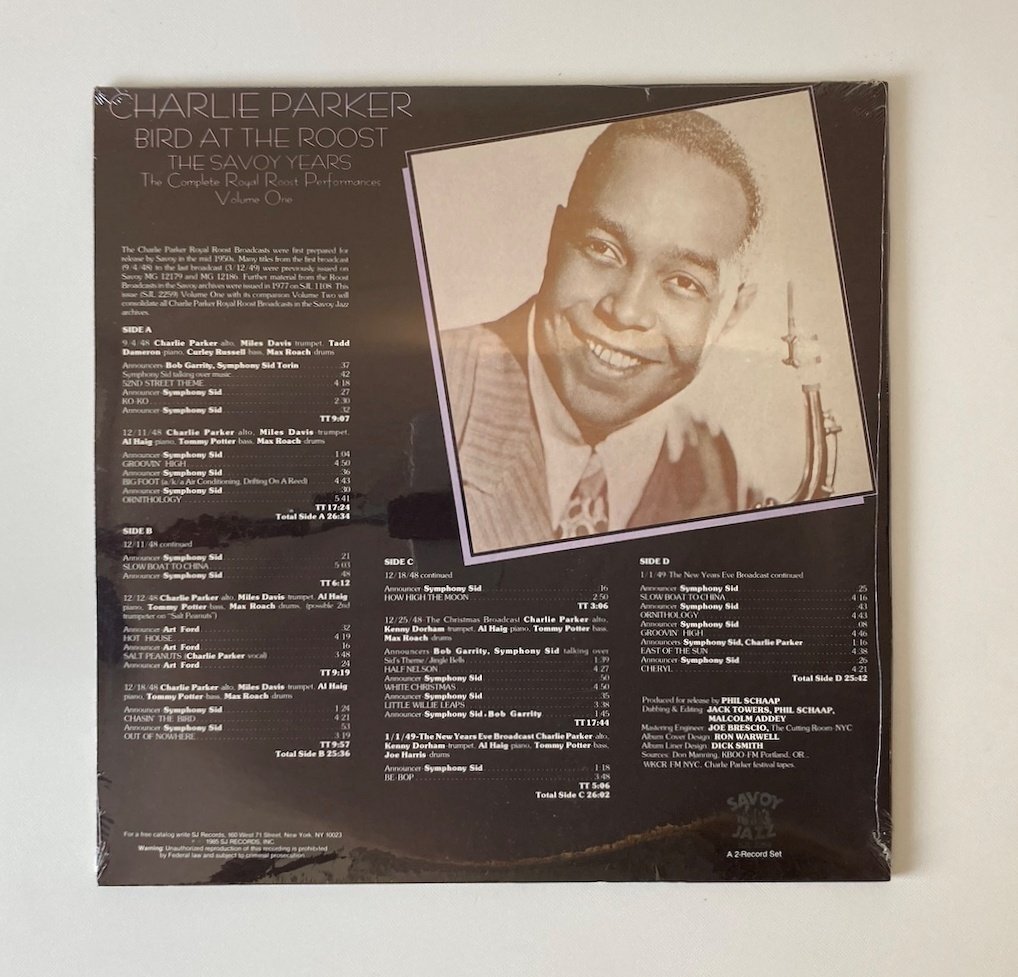 CHARLIE PARKER
BIRD AT THE ROOST
THE SAVOY YEARS
The Complete Royal Roost Performances
Volume One
The Charlie Parker Royal Roost Broadcasts were first prepared for
release by Savoy in the mid 1950s. Many titles from the first broadcast
(9/4/48) to the last broadcast (3/12/49) were previously issued on
Savoy MG 12179 and MG 12186. Further material from the Roost
Broadcasts in the Savoy archives were issued in 1977 on SJL 1108. This
issue (SJL 2259) Volume One with its companion Volume Two will
consolidate all Charlie Parker Royal Roost Broadcasts in the Savoy Jazz
archives.
SIDE A
9/4/48 Charlie Parker alto, Miles Davis trumpet, Tadd
Dameron piano, Curley Russell bass, Max Roach drums
Announcers Bob Garrity, Symphony Sid Torin .37
Symphony Sid talking over music .42
52ND STREET THEME 4:18
Announcer Symphony Sid .27
KO-KO 2:30
Announcer Symphony Sid .32
TT 9:07
12/11/48 Charlie Parker alto, Miles Davis trumpet,
Al Haig piano, Tommy Potter bass, Max Roach drums
Announcer Symphony Sid 1:04
GROOVIN' HIGH 4:50
Announcer Symphony Sid .36
BIG FOOT (a/k/a Air Conditioning, Drifting On A Reed) 4:43
Announcer Symphony Sid .30
ORNITHOLOGY 5:41
TT 17:24
Total Side A 26:34
SIDE B
12/11/48 continued
Announcer Symphony Sid .21
SLOW BOAT TO CHINA 5:03
Announcer Symphony Sid .48
TT 6:12
12/12/48 Charlie Parker alto, Miles Davis trumpet, Al Haig
piano, Tommy Potter bass, Max Roach drums, (possible 2nd
trumpeter on "Salt Peanuts")
Announcer Art Ford .32
HOT HOUSE 4:19
Announcer Art Ford .16
SALT PEANUTS (Charlie Parker vocal) 3:48
Announcer Art Ford .24
TT 9:19
12/18/48 Charlie Parker alto, Miles Davis trumpet, Al Haig
piano, Tommy Potter bass, Max Roach drums
Announcer Symphony Sid 1:24
CHASIN' THE BIRD 4:21
Announcer Symphony Sid .53
OUT OF NOWHERE 3:19
TT 9:57
Total Side B 25:36
SIDE C
12/18/48 continued
Announcer Symphony Sid .16
HOW HIGH THE MOON 2:50
TT 3:06
12/25/48-The Christmas Broadcast Charlie Parker alto,
Kenny Dorham trumpet, Al Haig piano, Tommy Potter bass,
Max Roach drums
Announcers Bob Garrity, Symphony Sid talking over
Sid's Theme/Jingle Bells 1:39
HALF NELSON 4:27
Announcer Symphony Sid .50
WHITE CHRISTMAS 4:50
Announcer Symphony Sid .35
LITTLE WILLIE LEAPS 3:38
Announcer Symphony Sid-Bob Garrity 1:45
TT 17:44
1/1/49-The New Years Eve Broadcast Charlie Parker alto,
Kenny Dorham trumpet, Al Haig piano, Tommy Potter bass,
Joe Harris drums
Announcer Symphony Sid 1:18
BE-BOP 3:48
TT 5:06
Total Side C 26:02
SIDE D
1/1/49-The New Years Eve Broadcast continued
Announcer Symphony Sid .25
SLOW BOAT TO CHINA 4:16
Announcer Symphony Sid .43
ORNITHOLOGY 4:43
Announcer Symphony Sid .08
GROOVIN' HIGH 4:46
Announcers Symphony Sid, Charlie Parker 1:16
EAST OF THE SUN 4:38
Announcer Symphony Sid .26
CHERYL 4:21
Total Side D 25:42
Produced for release by PHIL SCHAAP
Dubbing & Editing: JACK TOWERS, PHIL SCHAAP,
MALCOLM ADDEY
Mastering Engineer: JOE BRESCIO, The Cutting Room-NYC
Album Cover Design: RON WARWELL
Album Liner Design: DICK SMITH
Sources: Don Manning, KBOO-FM Portland, OR.,
WKCR-FM NYC, Charlie Parker festival tapes.
SAVOY
JAZZ
A 2-Record Set
For a free catalog write SJ Records, 160 West 71 Street, New York, NY 10023
1985 SJ RECORDS, INC.
Warning: Unauthorized reproduction of this recording is prohibited
by Federal law and subject to criminal prosecution.